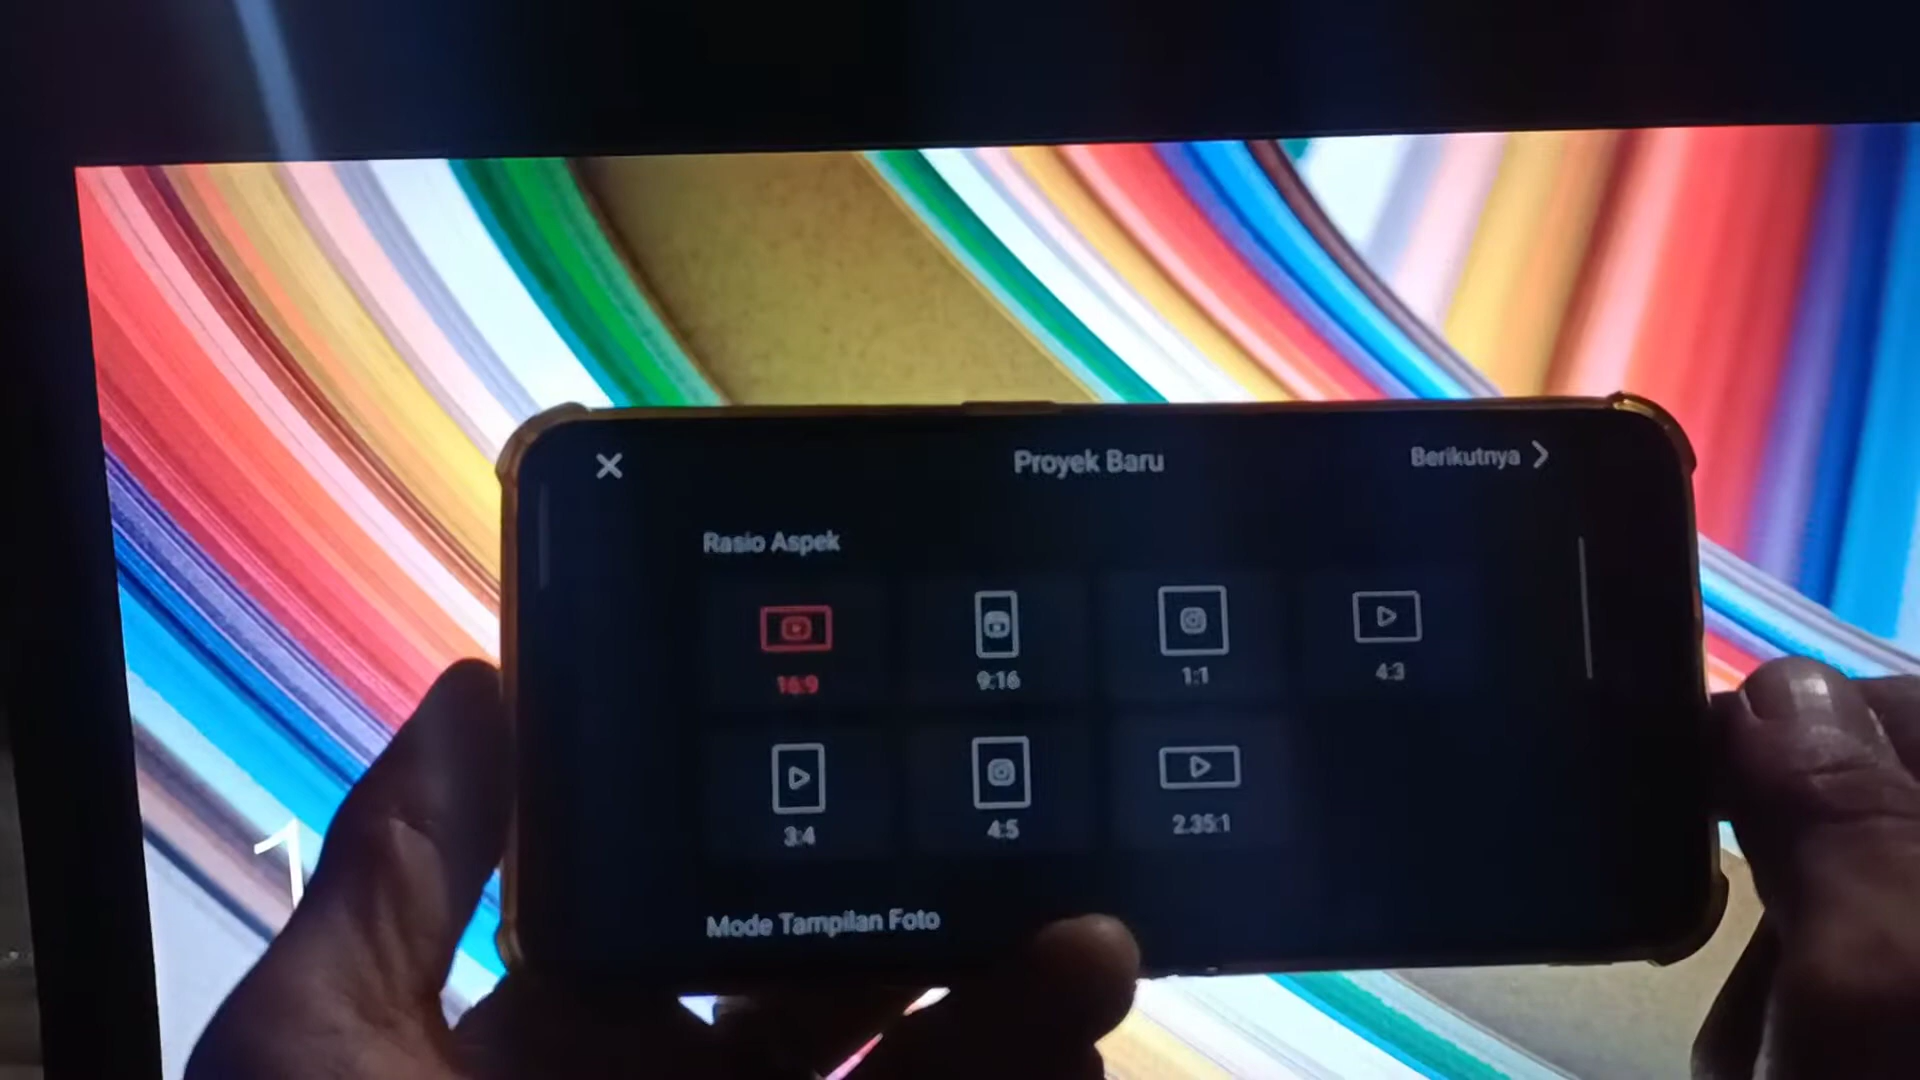 Proyek Baru
Berikutnya
Rasio Aspek
16:9
9:16
1:1
4:3
3:4
4:5
2.35:1
Mode Tampilan Foto
1